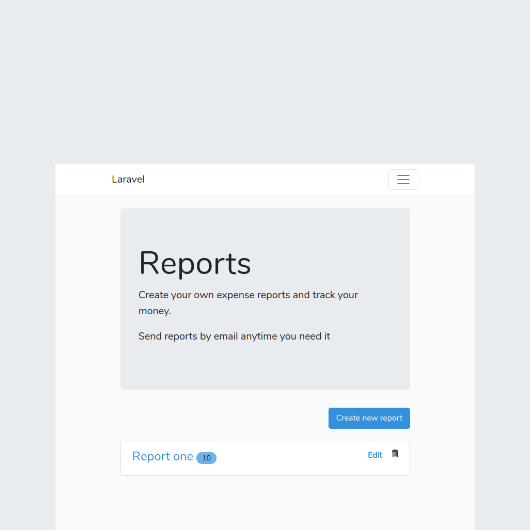 Laravel
Reports
Create your own expense reports and track your
money.
Send reports by email anytime you need it
Create new report
Report one 10 Edit